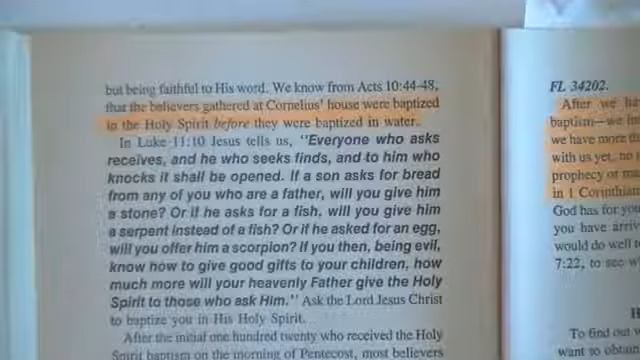 but being faithful to His word. We know from Acts 10:44-48,
that the believers gathered at Cornelius' house were baptized
in the Holy Spirit before they were baptized in water.
In Luke 11:10 Jesus tells us, "Everyone who asks
receives, and he who seeks finds, and to him who
knocks it shall be opened. If a son asks for bread
from any of you who are a father, will you give him
a stone? Or if he asks for a fish, will you give him
a serpent instead of a fish? Or if he asked for an egg,
will you offer him a scorpion? If you then, being evil,
know how to give good gifts to your children, how
much more will your heavenly Father give the Holy
Spirit to those who ask Him." Ask the Lord Jesus Christ
to baptize you in His Holy Spirit.
After the initial one hundred twenty who received the Holy
Spirit baptism on the morning of Pentecost, most believers
FL 34202.
After we
baptism—we
we have more
with us yet,
prophecy or
in 1
God has for
you have
would do well
7:22, to see
To find out
want to